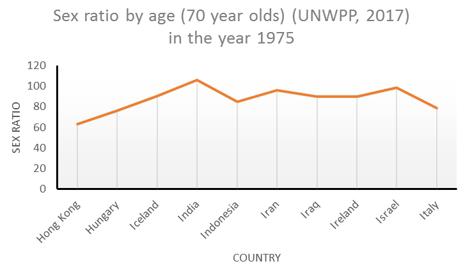 Sex ratio by age (70 year olds) (UNWPP, 2017)
in the year 1975
SEX RATIO
120
100
80
60
40
20
0
Hong Kong
Hungary
Iceland
India
Indonesia
Iran
Iraq
Ireland
Israel
Italy
COUNTRY